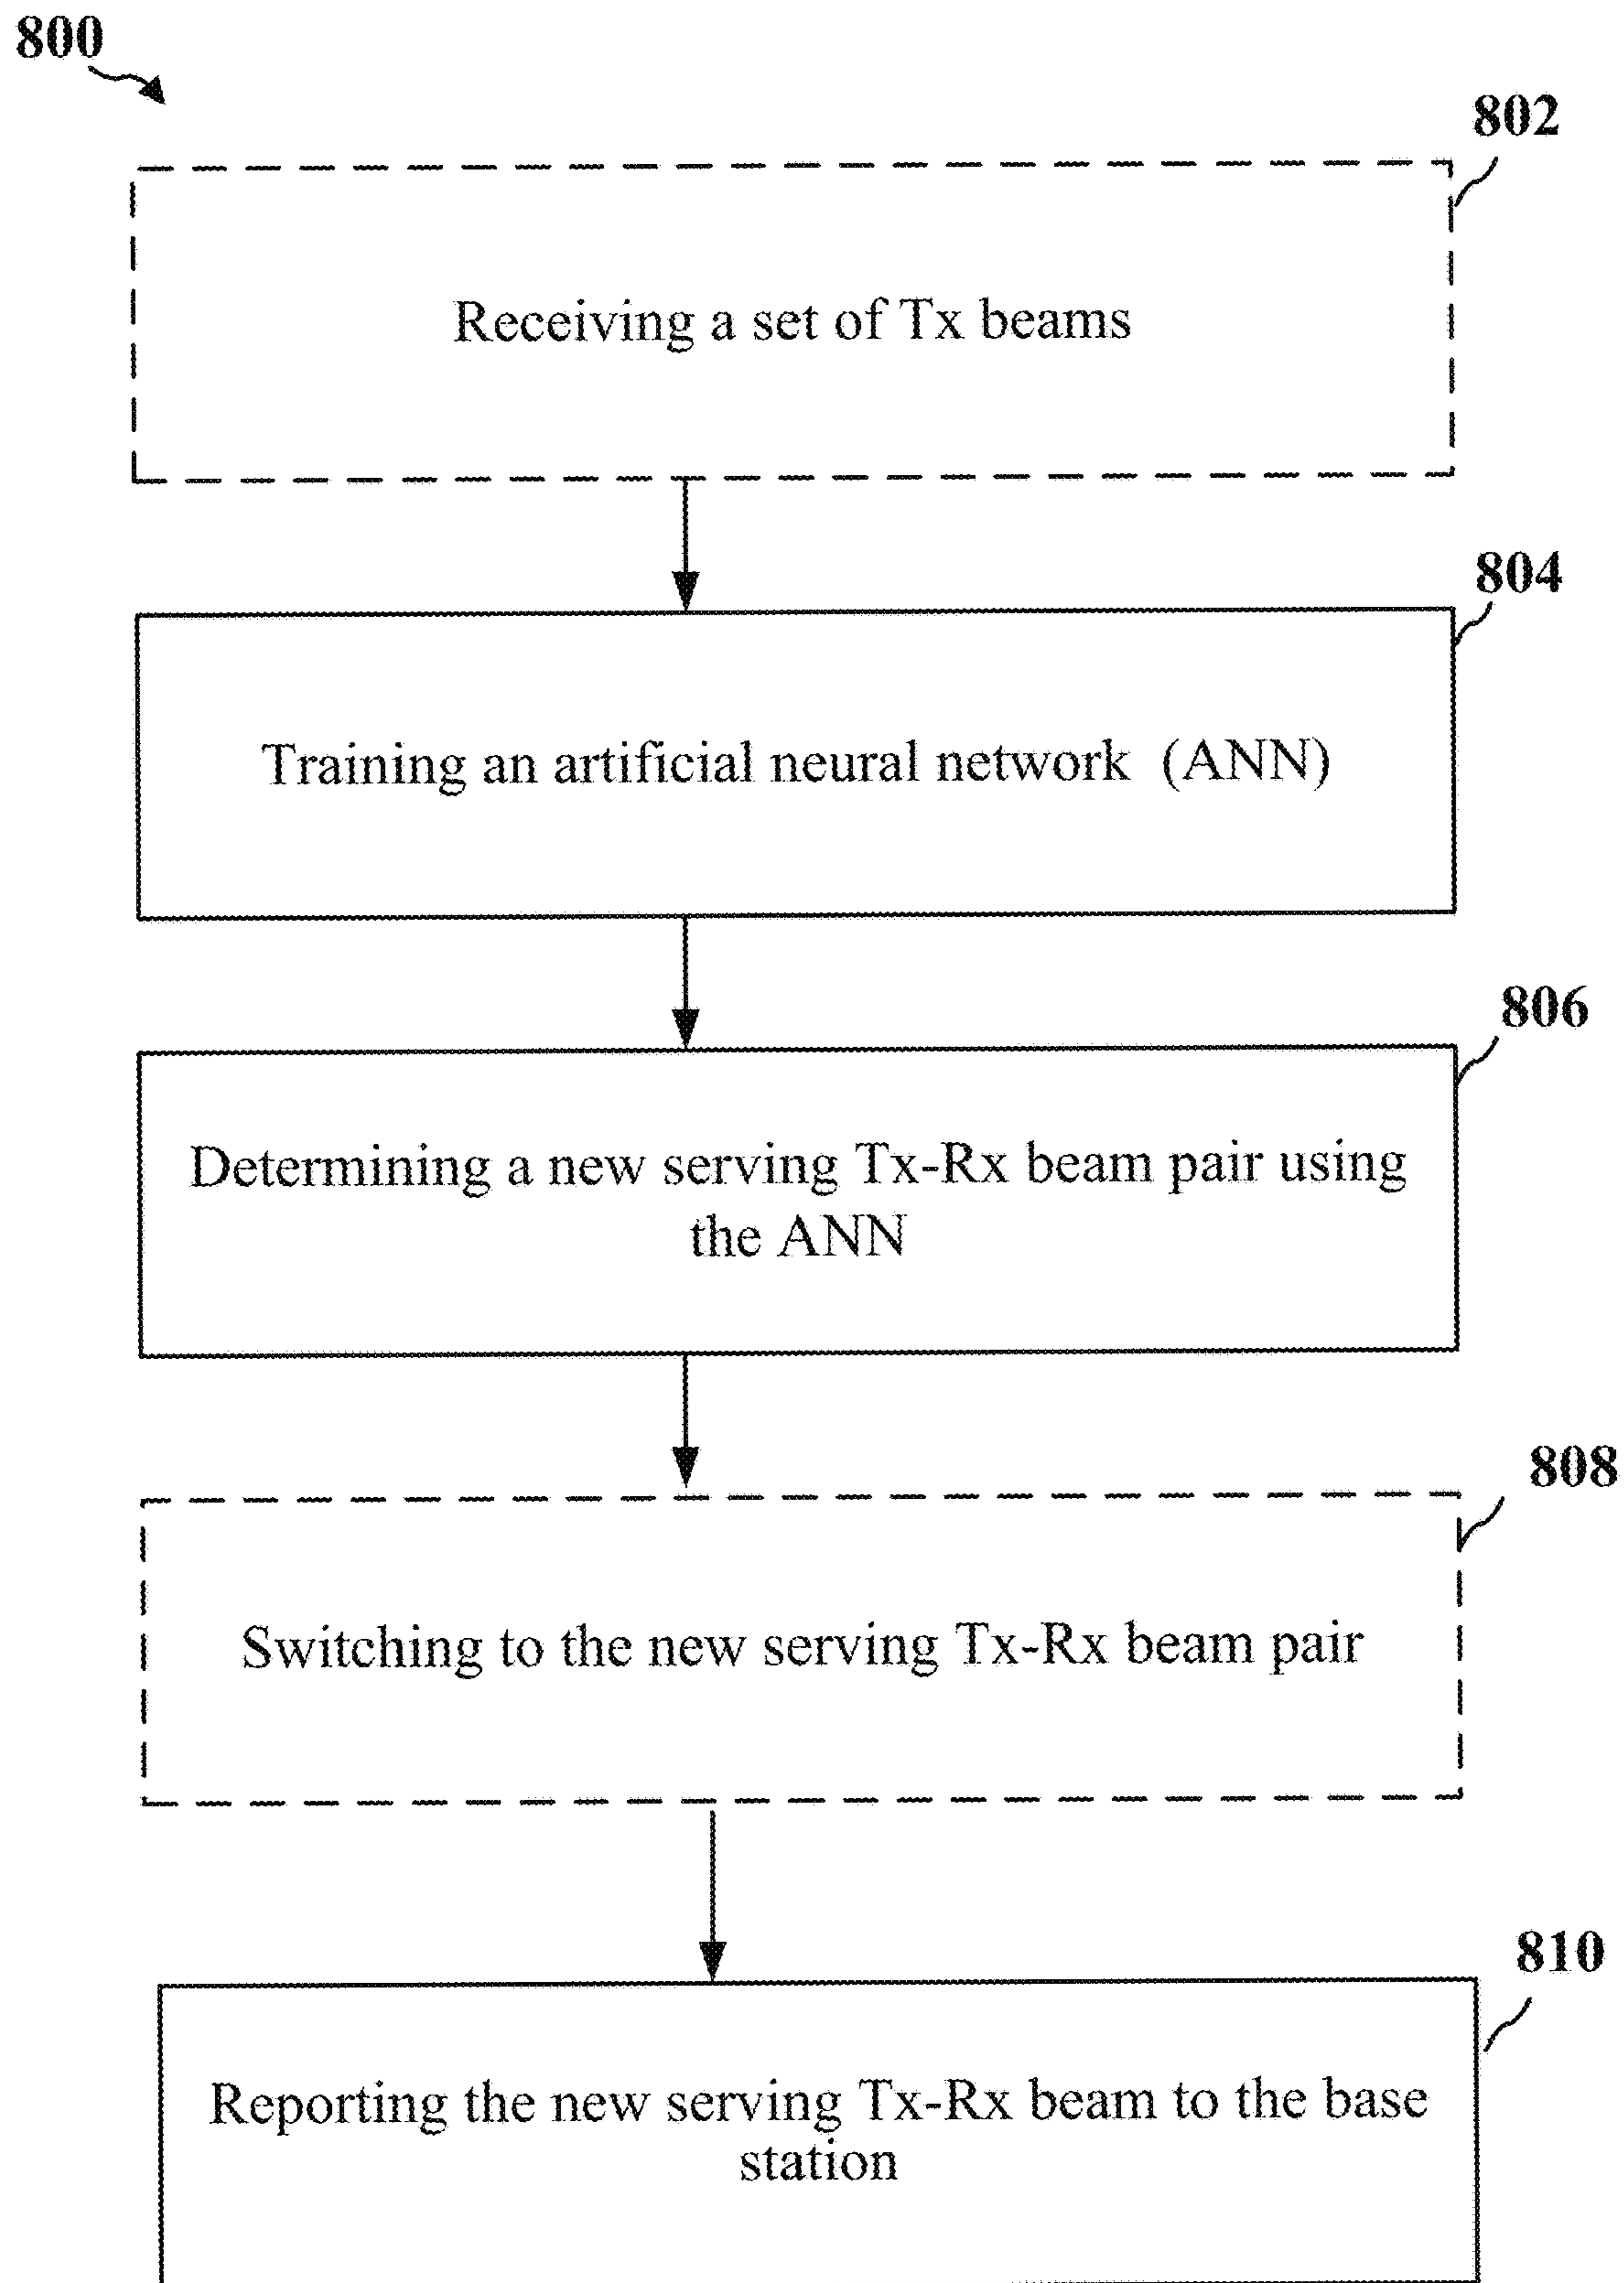 800
802
Receiving a set of Tx beams
804
Training an artificial neural network (ANN)
806
Determining a new serving Tx-Rx beam pair using
the ANN
808
Switching to the new serving Tx-Rx beam pair
810
Reporting the new serving Tx-Rx beam to the base
station